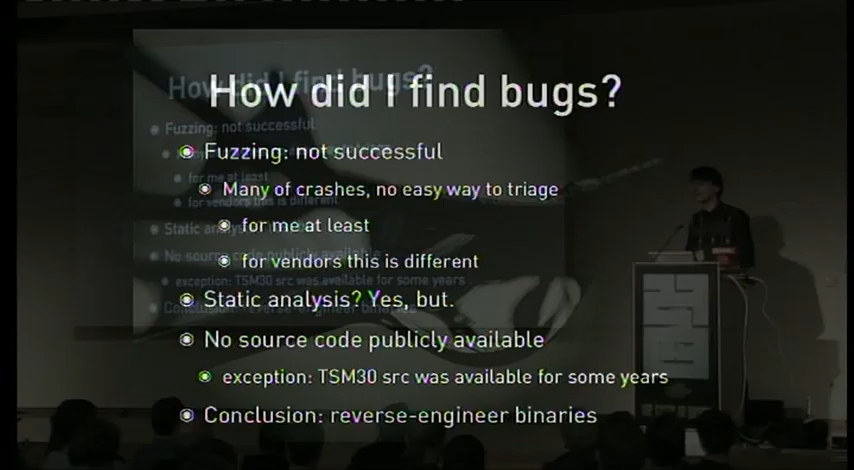 How did I find bugs?
Fuzzing: not successful
Many of crashes, no easy way to triage
for me at least
for vendors this is different
Static analysis? Yes, but.
No source code publicly available
exception: TSM30 src was available for some years
Conclusion: reverse-engineer binaries